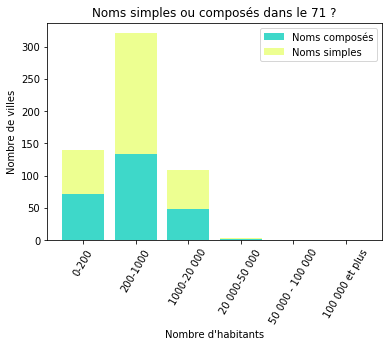 Noms simples ou composés dans le 71 ?
Noms composés
Noms simples
Nombre de villes
300
250
200
150
100
50
0
0-200
200-1000
1000-20 000
20 000-50 000
50 000 - 100 000
100 000 et plus
Nombre d'habitants